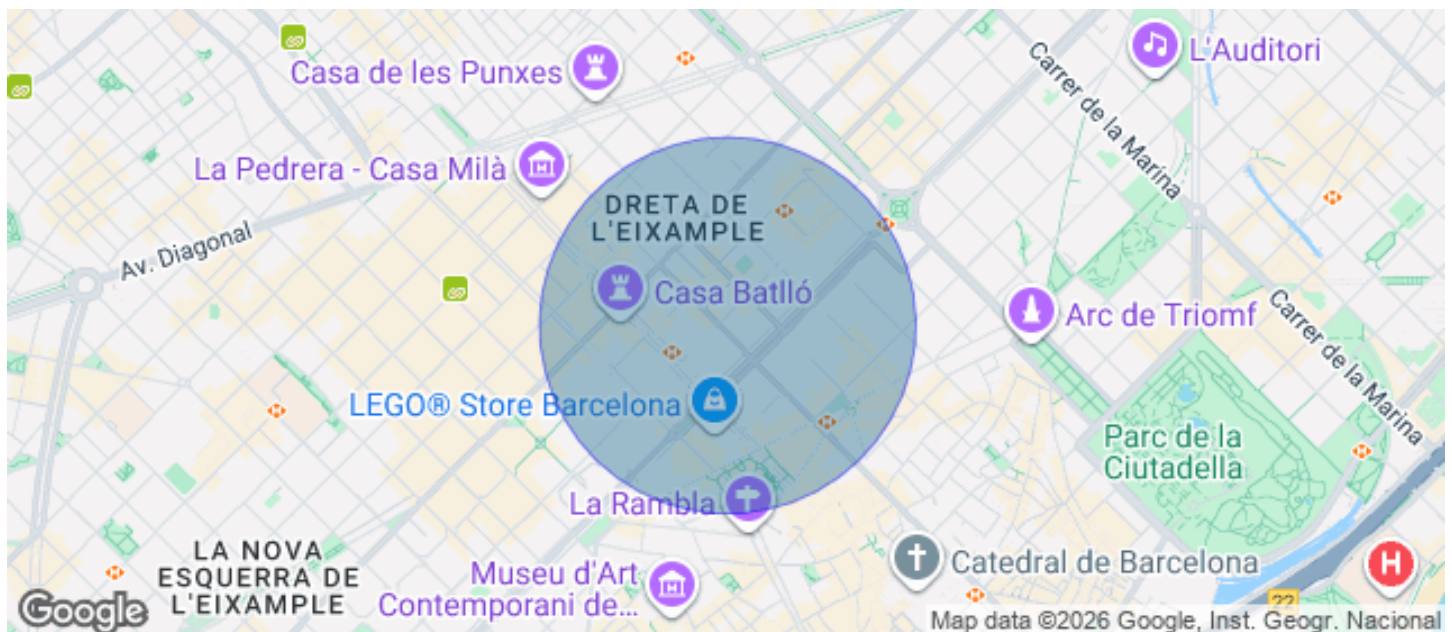 L'Auditori
Casa de les Punxes
Carrer de la Marina
La Pedrera - Casa Milà
DRETA DE
L'EIXAMPLE
Av. Diagonal
Casa Batlló
Arc de Triomf
Carrer de la Marina
LEGO® Store Barcelona
Parc de la
Ciutadella
La Rambla
LA NOVA
ESQUERRA DE
L'EIXAMPLE
Museu d'Art
Contemporani de...
Catedral de Barcelona
H
22
Google
Map data ©2026 Google, Inst. Geogr. Nacional